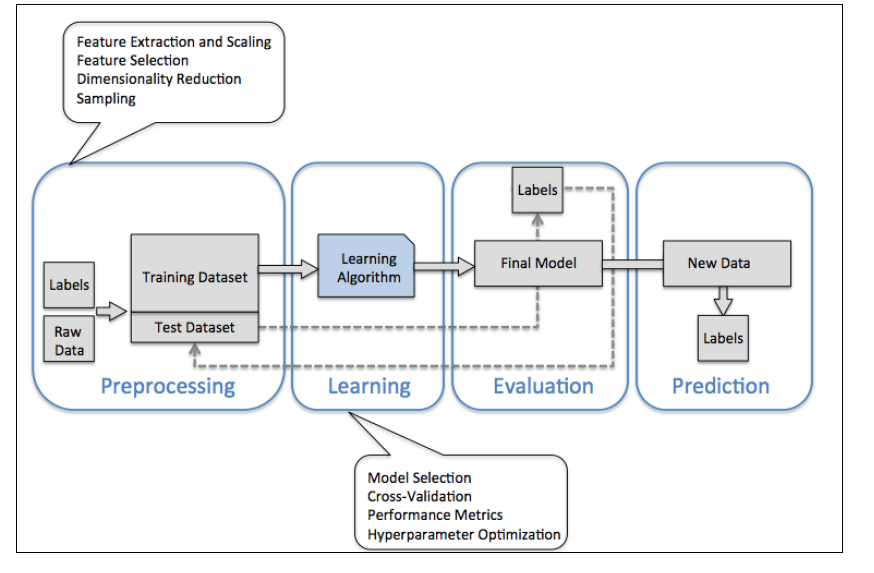 Feature Extraction and Scaling
Feature Selection
Dimensionality Reduction
Sampling
Labels
Raw
Data
Training Dataset
Test Dataset
Preprocessing
Learning
Algorithm
Learning
Labels
Final Model
Evaluation
New Data
Labels
Prediction
Model Selection
Cross-Validation
Performance Metrics
Hyperparameter Optimization